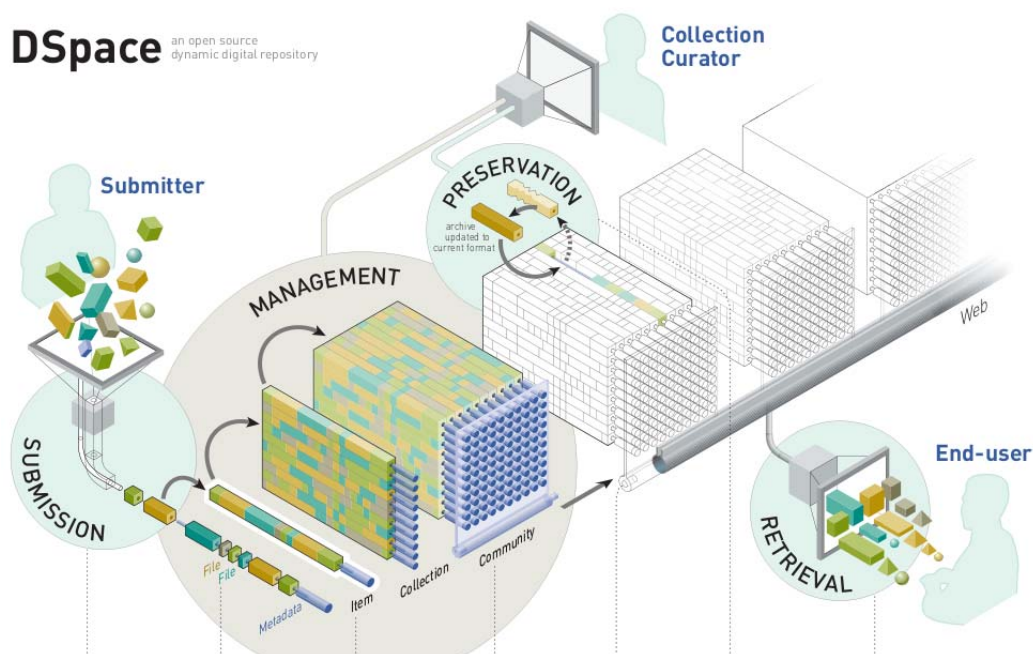 DSpace
an open source
dynamic digital repository
Collection
Curator
Submitter
PRESERVATION
archive
updated to
current format
MANAGEMENT
Web
SUBMISSION
End-user
RETRIEVAL
File
File
Metadata
Item
Collection
Community